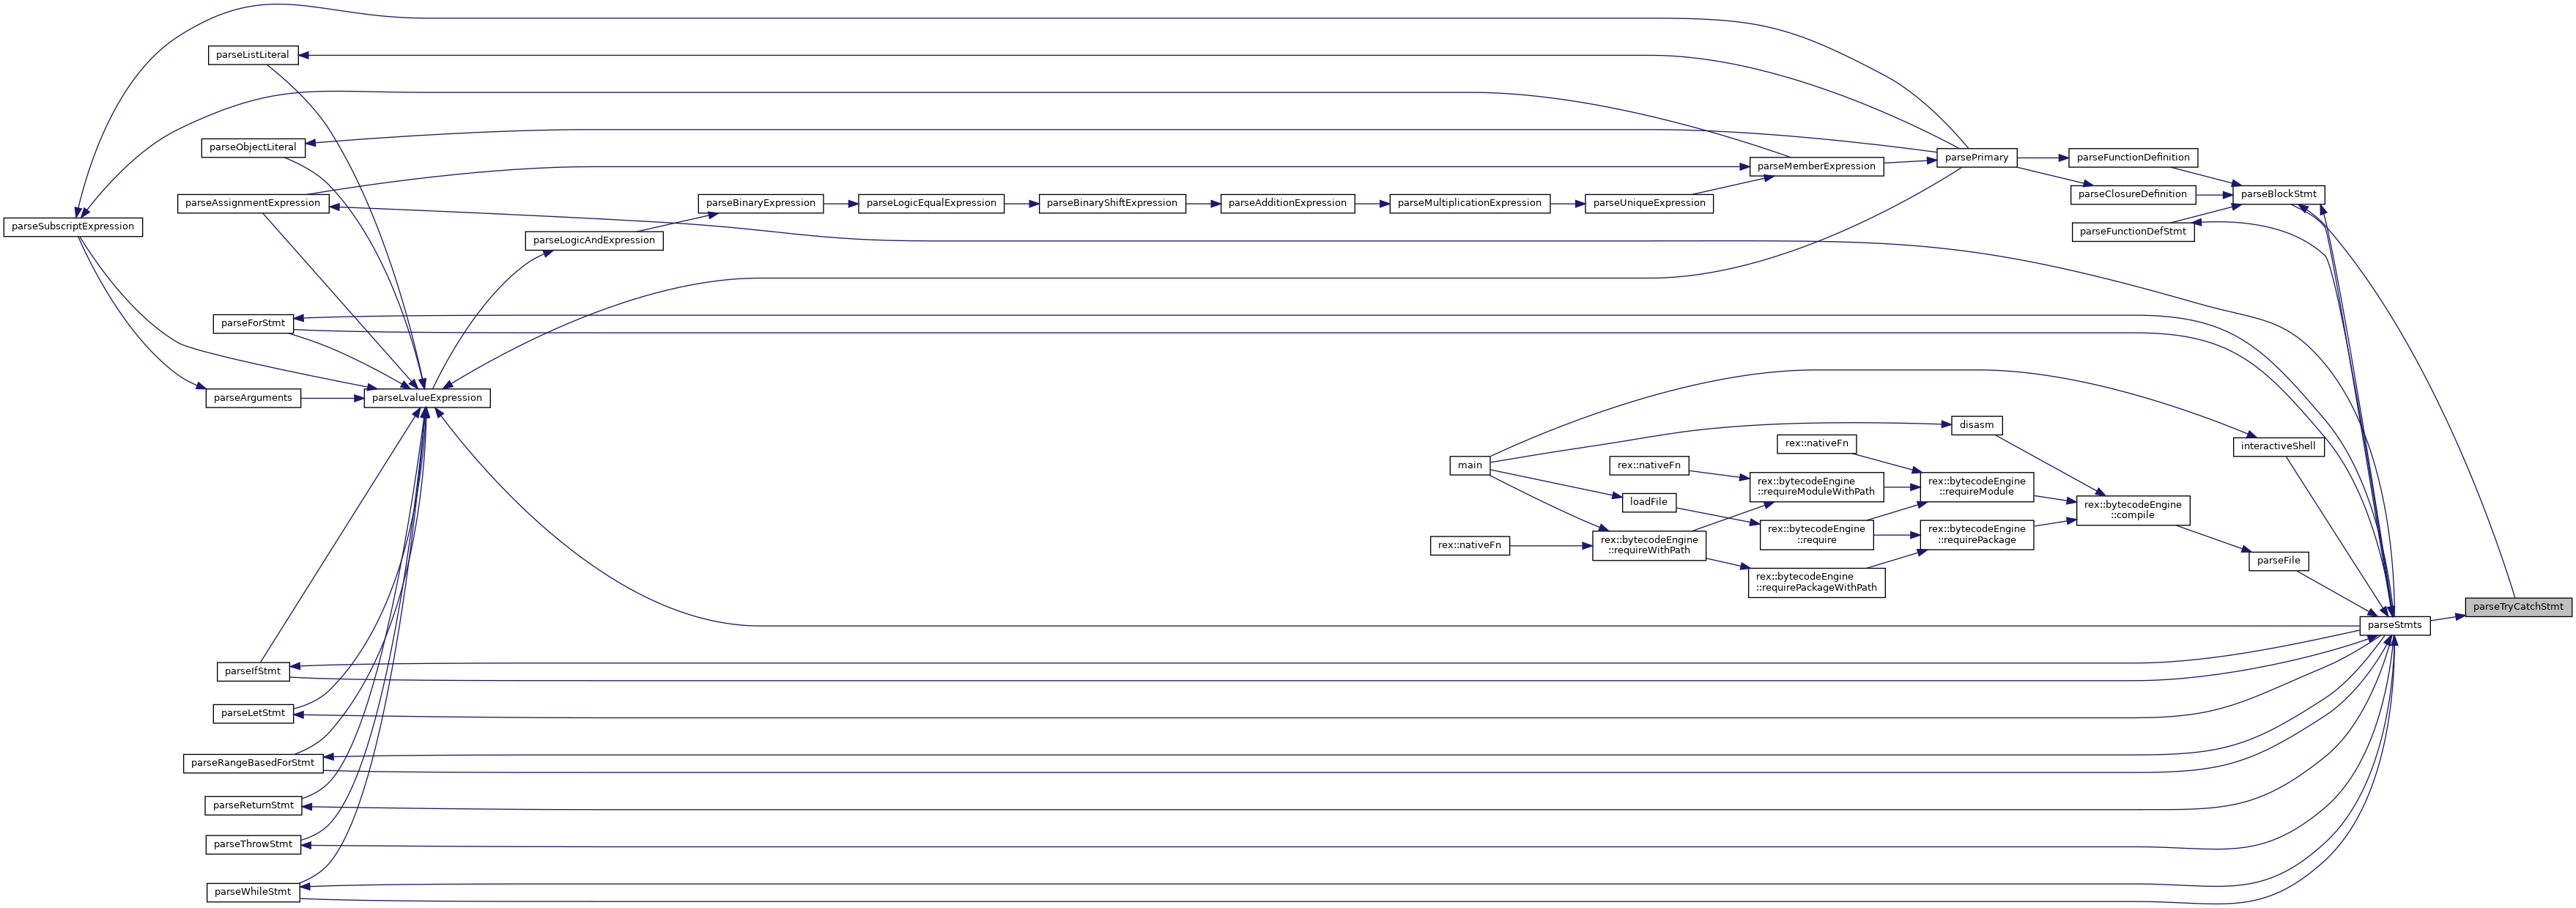 parseListLiteral
parseObjectLiteral
parsePrimary
parseFunctionDefinition
parseMemberExpression
parseClosureDefinition
parseBlockStmt
parseAssignmentExpression
parseBinaryExpression
parseLogicEqualExpression
parseBinaryShiftExpression
parseAdditionExpression
parseMultiplicationExpression
parseUniqueExpression
parseSubscriptExpression
parseLogicAndExpression
parseFunctionDefStmt
parseForStmt
parseArguments
parseLvalueExpression
disasm
rex::nativeFn
interactiveShell
main
rex::nativeFn
rex::bytecodeEngine
::requireModuleWithPath
rex::bytecodeEngine
::requireModule
loadFile
rex::bytecodeEngine
::compile
rex::bytecodeEngine
::require
rex::bytecodeEngine
::requirePackage
rex::nativeFn
rex::bytecodeEngine
::requireWithPath
parseFile
rex::bytecodeEngine
::requirePackageWithPath
parseTryCatchStmt
parseStmts
parseIfStmt
parseLetStmt
parseRangeBasedForStmt
parseReturnStmt
parseThrowStmt
parseWhileStmt